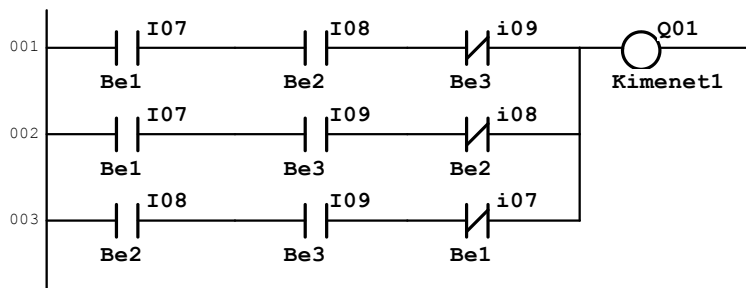 I07 I08 i09 Q01
001
Be1 Be2 Be3 Kimenet1
I07 I09 i08
002
Be1 Be3 Be2
I08 I09 i07
003
Be2 Be3 Be1